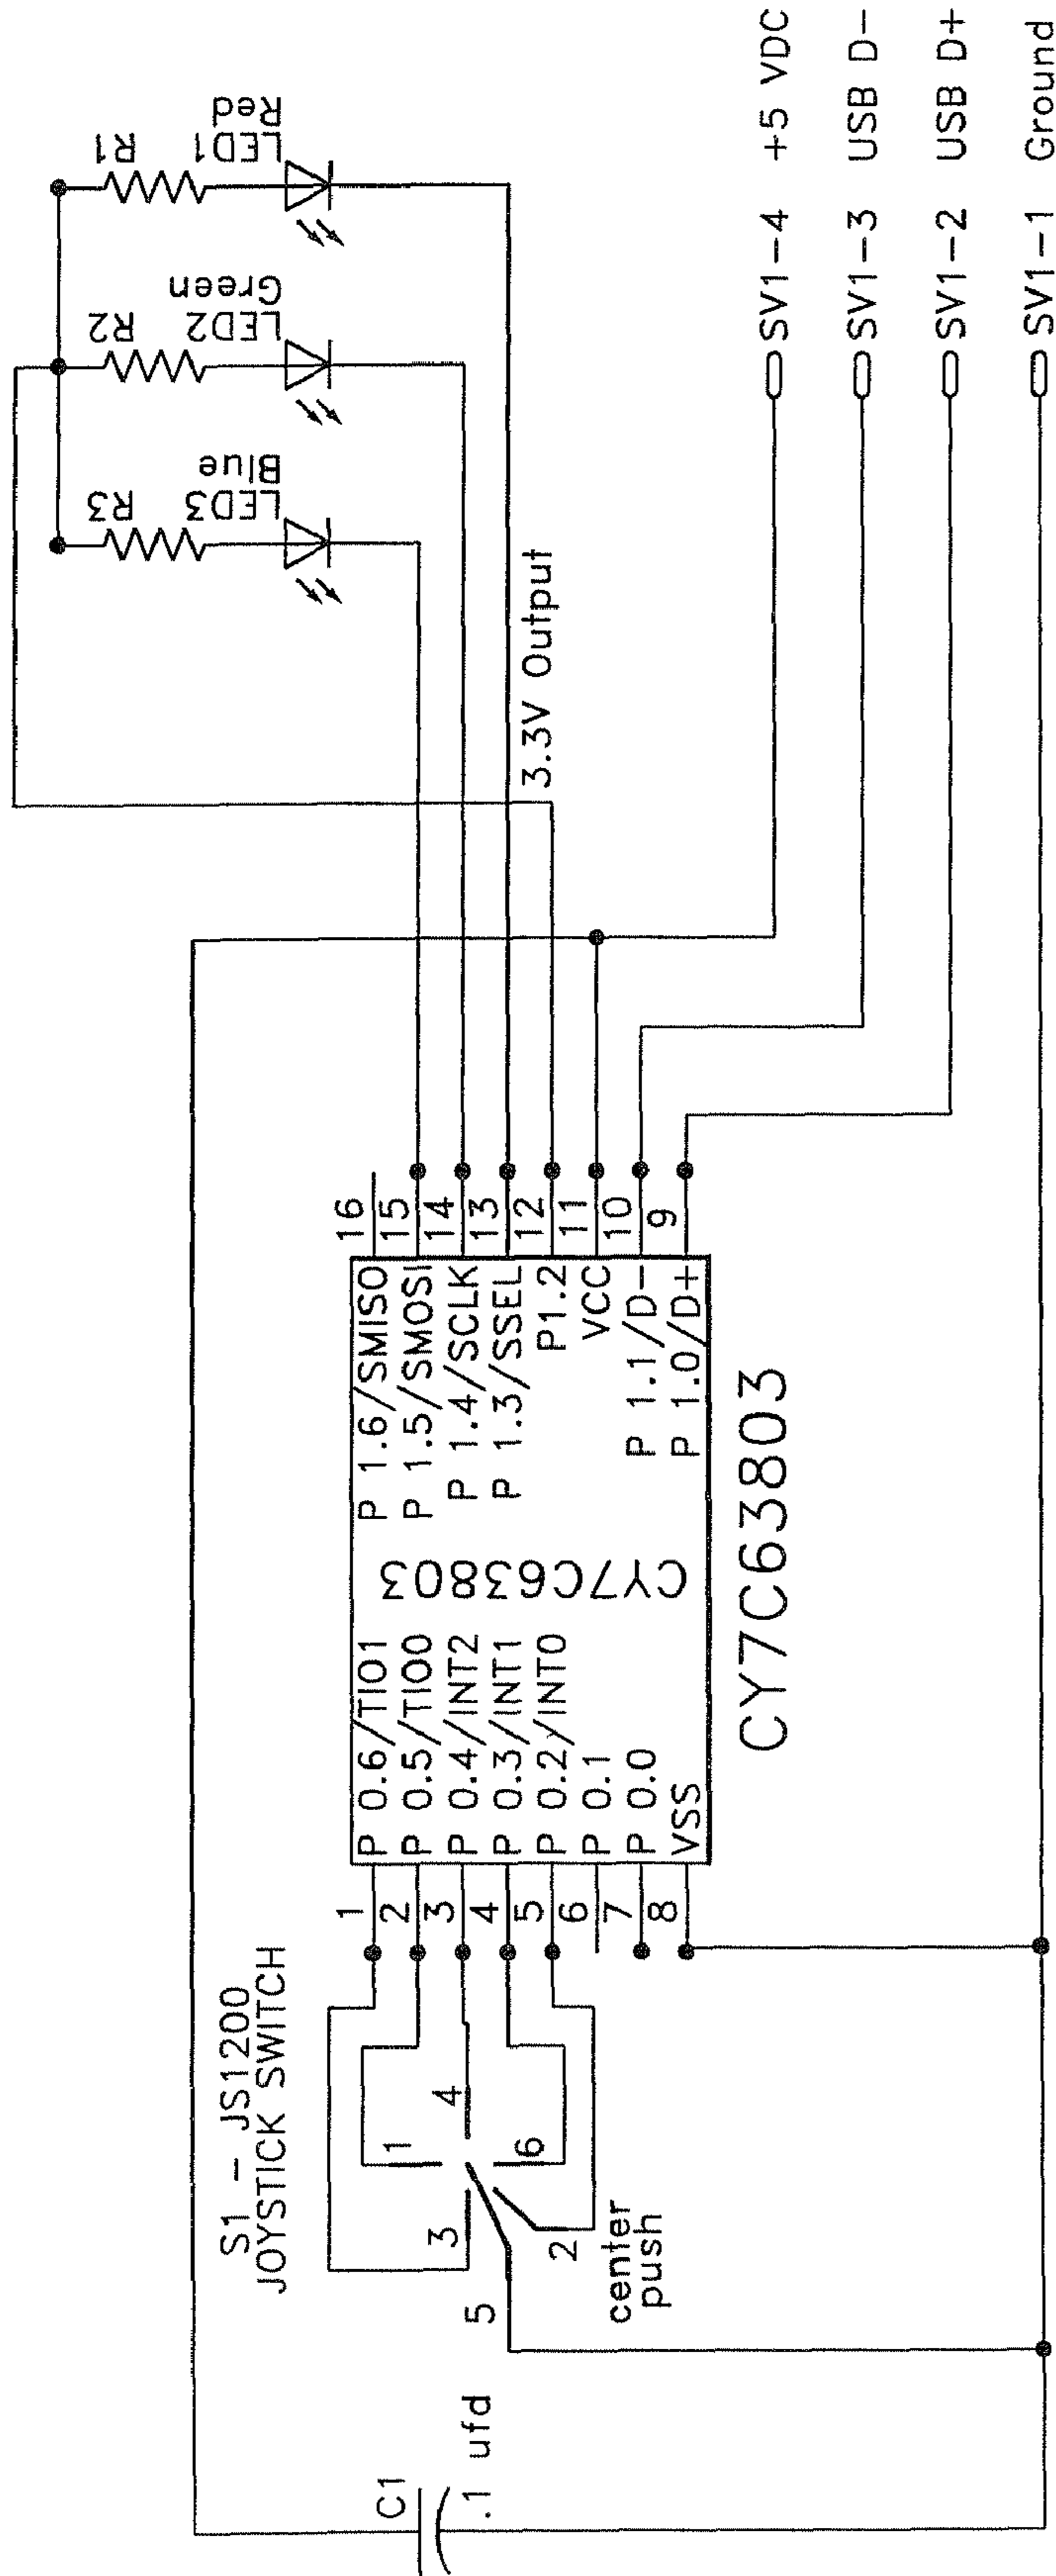 S1 - JS1200
JOYSTICK SWITCH
C1
.1 ufd
5
3
1
4
6
2
center
push
1
2
3
4
5
6
7
8
P 0.6/TIO1
P 0.5/TIO0
P 0.4/INT2
P 0.3/INT1
P 0.2/INT0
P 0.1
P 0.0
VSS
CY7C63803
P 1.6/SMISO
P 1.5/SMOSI
P 1.4/SCLK
P 1.3/SSEL
P1.2
VCC
P 1.1/D-
P 1.0/D+
16
15
14
13
12
11
10
9
CY7C63803
3.3V Output
R3
LED3
Blue
R2
LED2
Green
R1
LED1
Red
SV1-4 +5 VDC
SV1-3 USB D-
SV1-2 USB D+
SV1-1 Ground